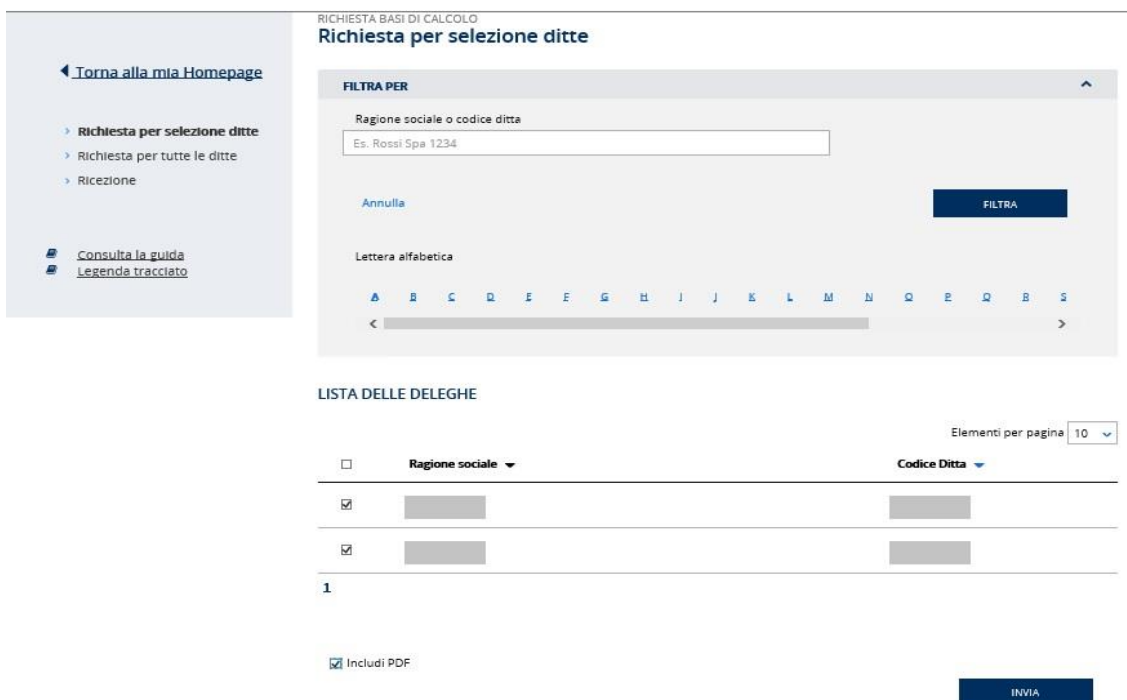 RICHIESTA BASI DI CALCOLO
Richiesta per selezione ditte
Torna alla mia Homepage
Richiesta per selezione ditte
Richiesta per tutte le ditte
Ricezione
Consulta la guida
Legenda tracciato
FILTRA PER
Ragione sociale o codice ditta
Es. Rossi Spa 1234
Annulla
FILTRA
Lettera alfabetica
A B C D E F G H I J K L M N O P Q R S
LISTA DELLE DELEGHE
Elementi per pagina 10
Ragione sociale Codice Ditta
1
Includi PDF
INVIA